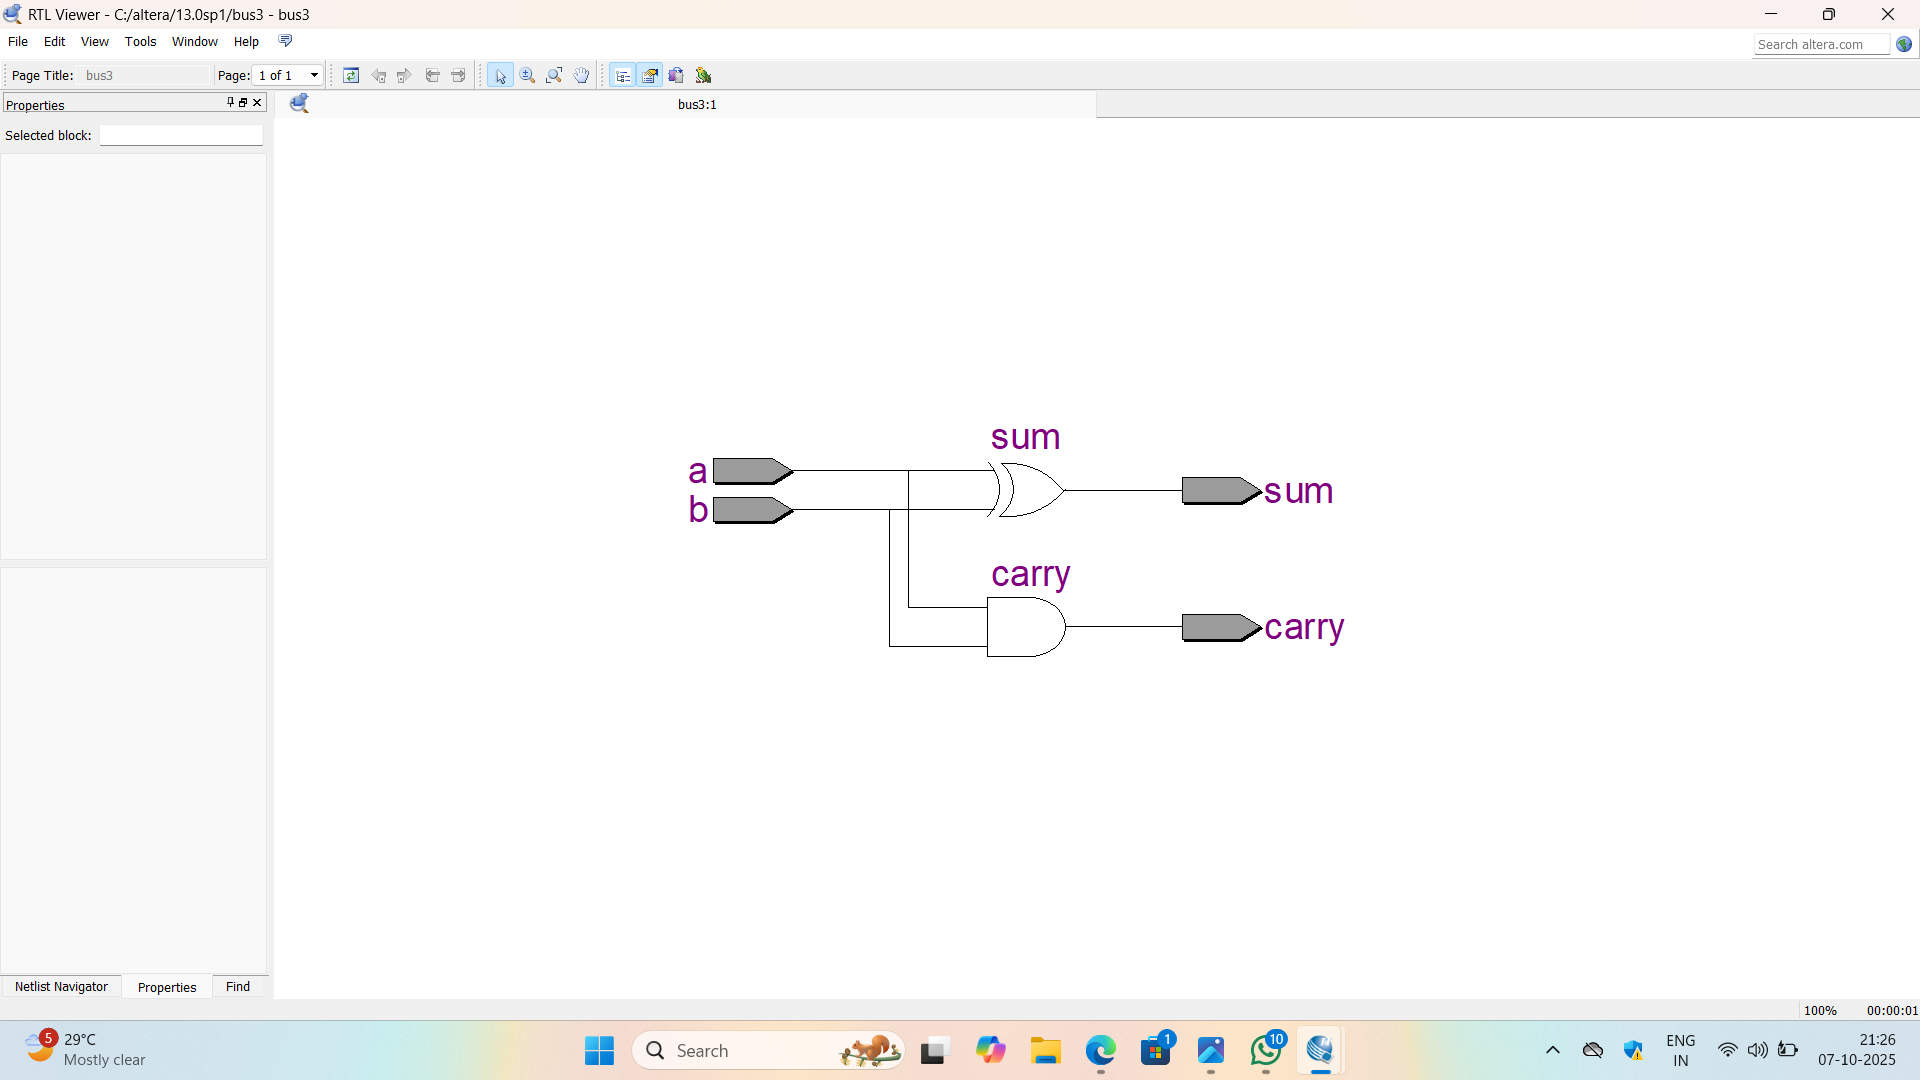 RTL Viewer - C:/altera/13.0sp1/bus3 - bus3
File Edit View Tools Window Help
Search altera.com
Page Title: bus3 Page: 1 of 1
Properties
bus3:1
Selected block:
sum
a
b
sum
carry
carry
Netlist Navigator Properties Find
100% 00:00:01
5
29°C
Mostly clear
Search
1
10
ENG
IN
21:26
07-10-2025